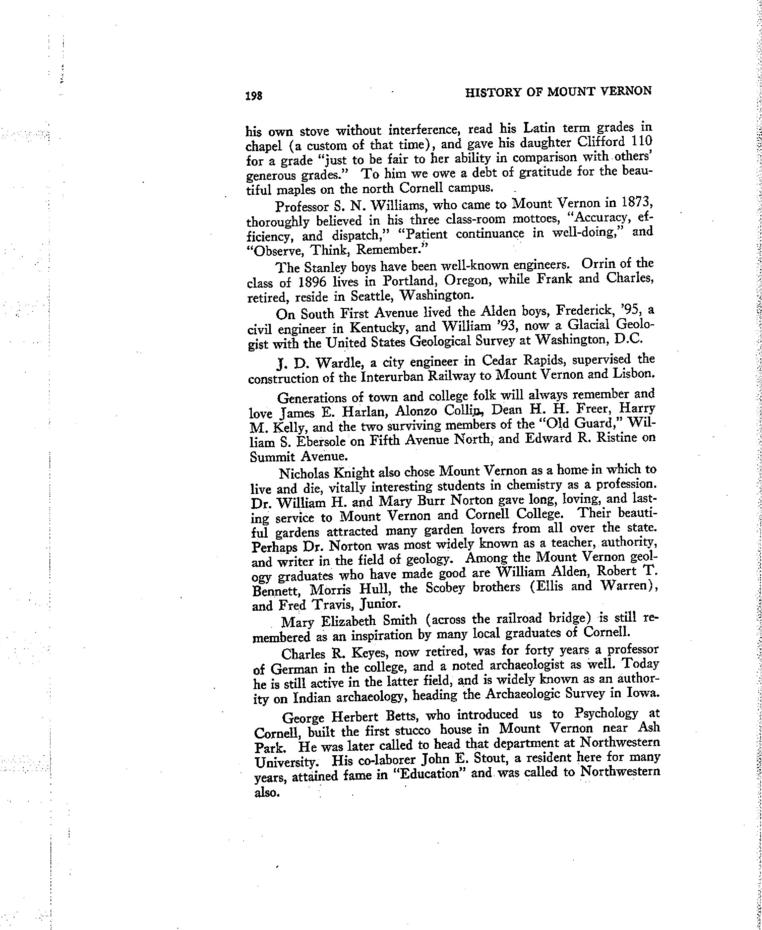 198 HISTORY OF MOUNT VERNON
his own stove without interference, read his Latin term grades in
chapel (a custom of that time), and gave his daughter Clifford 110
for a grade “just to be fair to her ability in comparison with others’
generous grades.” To him we owe a debt of gratitude for the beau-
tiful maples on the north Cornell campus.
Professor S. N. Williams, who came to Mount Vernon in 1873,
thoroughly believed in his three class-room mottoes, “Accuracy, ef-
ficiency, and dispatch,” “Patient continuance in well-doing,” and
“Observe, Think, Remember.”
The Stanley boys have been well-known engineers. Orrin of the
class of 1896 lives in Portland, Oregon, while Frank and Charles,
retired, reside in Seattle, Washington.
On South First Avenue lived the Alden boys, Frederick, ’95, a
civil engineer in Kentucky, and William ’93, now a Glacial Geolo-
gist with the United States Geological Survey at Washington, D.C.
J. D. Wardle, a city engineer in Cedar Rapids, supervised the
construction of the Interurban Railway to Mount Vernon and Lisbon.
Generations of town and college folk will always remember and
love James E. Harlan, Alonzo Collin, Dean H. H. Freer, Harry
M. Kelly, and the two surviving members of the “Old Guard,” Wil-
liam S. Ebersole on Fifth Avenue North, and Edward R. Ristine on
Summit Avenue.
Nicholas Knight also chose Mount Vernon as a home in which to
live and die, vitally interesting students in chemistry as a profession.
Dr. William H. and Mary Burr Norton gave long, loving, and last-
ing service to Mount Vernon and Cornell College. Their beauti-
ful gardens attracted many garden lovers from all over the state.
Perhaps Dr. Norton was most widely known as a teacher, authority,
and writer in the field of geology. Among the Mount Vernon geol-
ogy graduates who have made good are William Alden, Robert T.
Bennett, Morris Hull, the Scobey brothers (Ellis and Warren),
and Fred Travis, Junior.
Mary Elizabeth Smith (across the railroad bridge) is still re-
membered as an inspiration by many local graduates of Cornell.
Charles R. Keyes, now retired, was for forty years a professor
of German in the college, and a noted archaeologist as well. Today
he is still active in the latter field, and is widely known as an author-
ity on Indian archaeology, heading the Archaeologic Survey in Iowa.
George Herbert Betts, who introduced us to Psychology at
Cornell, built the first stucco house in Mount Vernon near Ash
Park. He was later called to head that department at Northwestern
University. His co-laborer John E. Stout, a resident here for many
years, attained fame in “Education” and was called to Northwestern
also.